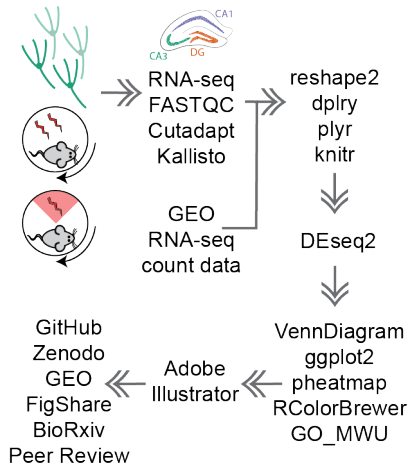 CA1
CA3
DG
RNA-seq
FASTQC
Cutadapt
Kallisto
GEO
RNA-seq
count data
reshape2
dplry
plyr
knitr
DEseq2
VennDiagram
ggplot2
pheatmap
RColorBrewer
GO_MWU
Adobe
Illustrator
GitHub
Zenodo
GEO
FigShare
BioRxiv
Peer Review